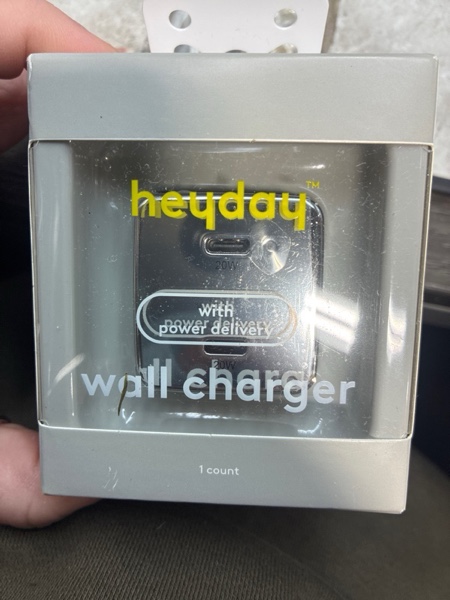 heyday™
with
power delivery
wall charger
1 count